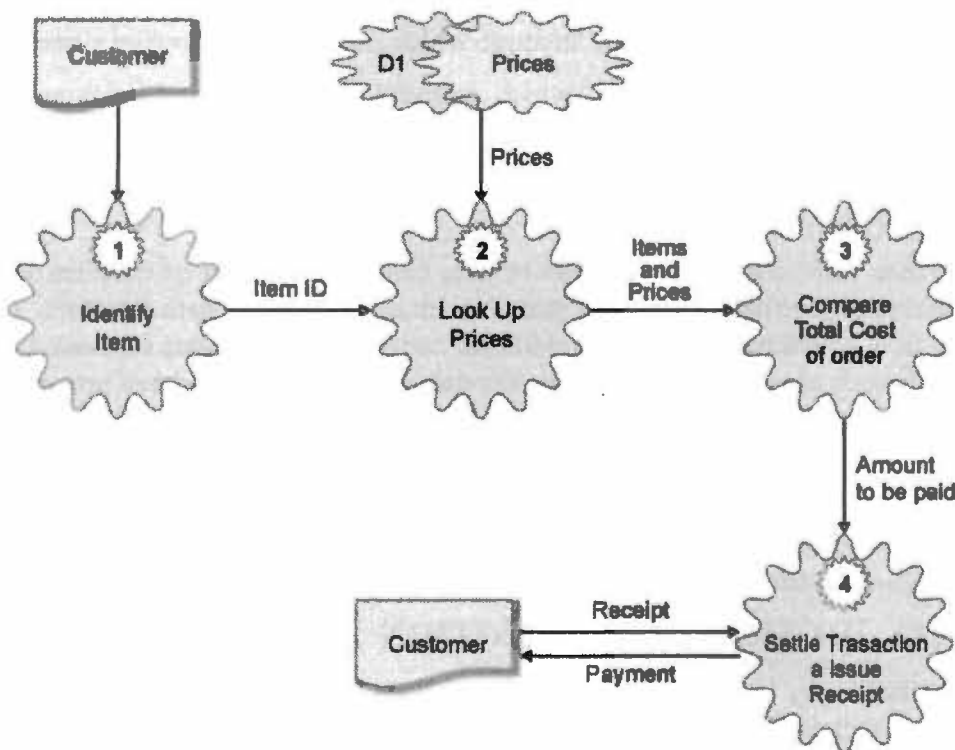 Customer
D1
Prices
Prices
1
Identify
Item
Item ID
2
Look Up
Prices
Items
and
Prices
3
Compare
Total Cost
of order
Amount
to be paid
4
Settle Trasaction
a Issue
Receipt
Receipt
Payment
Customer